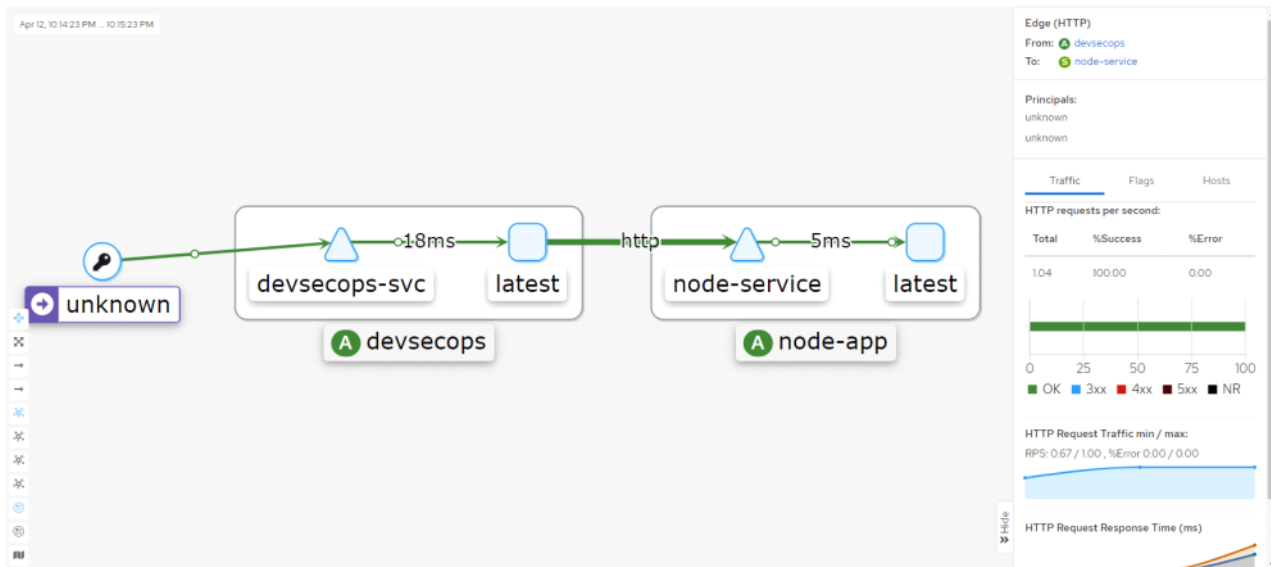 Apr 12, 10:14:23 PM ... 10:15:23 PM
18ms
http
5ms
devsecops-svc
latest
node-service
latest
unknown
A devsecops
A node-app
Edge (HTTP)
From: A devsecops
To: S node-service
Principals:
unknown
unknown
Traffic Flags Hosts
HTTP requests per second:
Total %Success %Error
1.04 100.00 0.00
0 25 50 75 100
OK 3xx 4xx 5xx NR
HTTP Request Traffic min / max:
RPS: 0.67 / 1.00 , %Error 0.00 / 0.00
Hide
HTTP Request Response Time (ms)